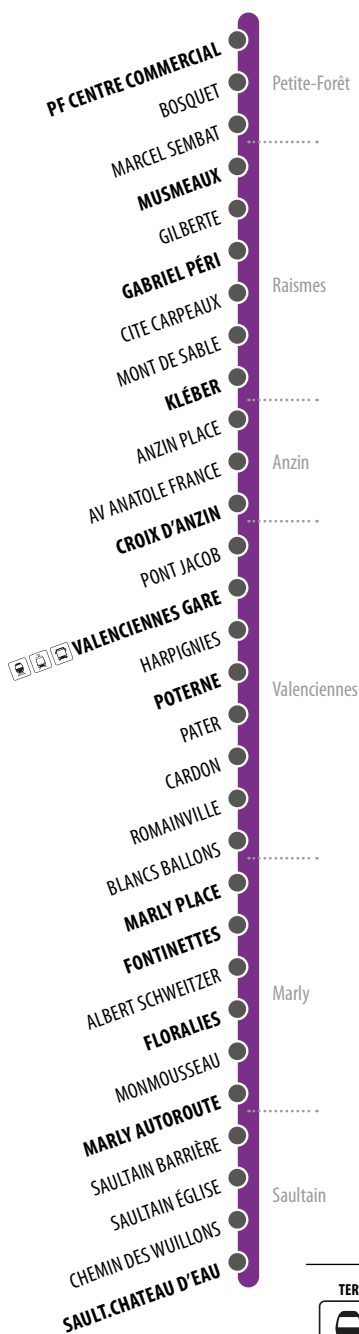 PF CENTRE COMMERCIAL
BOSQUET
Petite-Forêt
MARCEL SEMBAT
MUSMEAUX
GILBERTE
GABRIEL PÉRI
Raismes
CITE CARPEAUX
MONT DE SABLE
KLÉBER
ANZIN PLACE
AV ANATOLE FRANCE
Anzin
CROIX D'ANZIN
PONT JACOB
VALENCIENNES GARE
HARPIGNIES
POTERNE
Valenciennes
PATER
CARDON
ROMAINVILLE
BLANCS BALLONS
MARLY PLACE
FONTINETTES
ALBERT SCHWEITZER
Marly
FLORALIES
MONMOUSSEAU
MARLY AUTOROUTE
SAULTAIN BARRIÈRE
SAULTAIN ÉGLISE
Saultain
CHEMIN DES WUILLONS
SAULT.CHATEAU D'EAU
TER